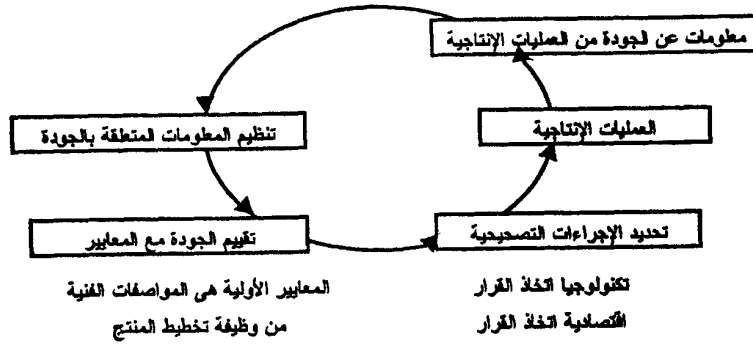 معلومات عن الجودة من العمليات الإنتاجية
العمليات الإنتاجية
تنظيم المعلومات المتعلقة بالجودة
تحديد الإجراءات التصحيحية
تقييم الجودة مع المعايير
تكنولوجيا اتخاذ القرار
اقتصادية اتخاذ القرار
المعايير الأولية هى المواصفات الفنية
من وظيفة تخطيط المنتج